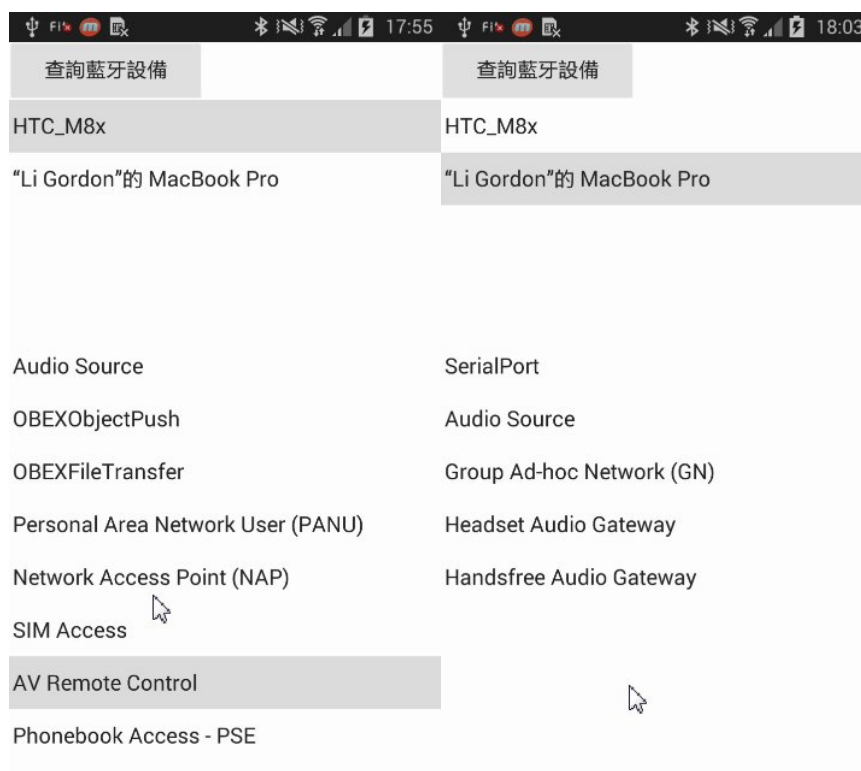 17:55
查詢藍牙設備
HTC_M8x
“Li Gordon”的 MacBook Pro
Audio Source
OBEXObjectPush
OBEXFileTransfer
Personal Area Network User (PANU)
Network Access Point (NAP)
SIM Access
AV Remote Control
Phonebook Access - PSE
18:03
查詢藍牙設備
HTC_M8x
“Li Gordon”的 MacBook Pro
SerialPort
Audio Source
Group Ad-hoc Network (GN)
Headset Audio Gateway
Handsfree Audio Gateway